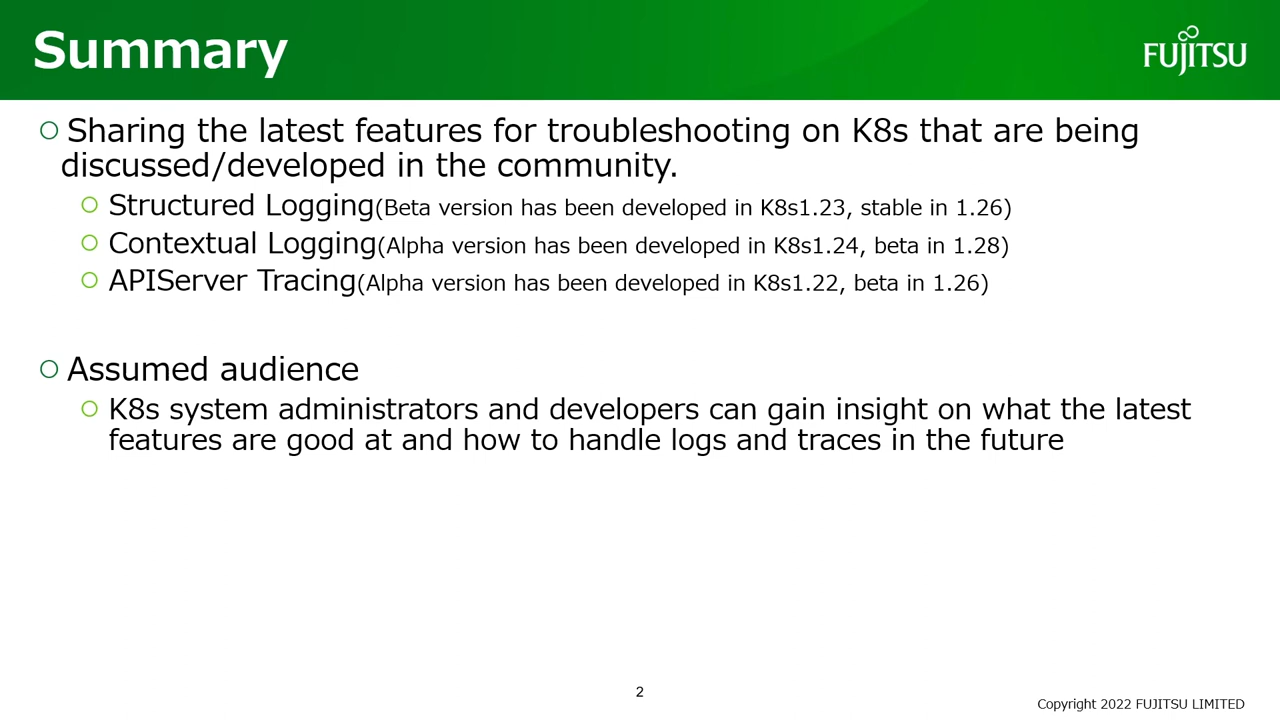 Summary
FUJITSU
Sharing the latest features for troubleshooting on K8s that are being
discussed/developed in the community.
Structured Logging(Beta version has been developed in K8s1.23, stable in 1.26)
Contextual Logging(Alpha version has been developed in K8s1.24, beta in 1.28)
APIServer Tracing(Alpha version has been developed in K8s1.22, beta in 1.26)
Assumed audience
K8s system administrators and developers can gain insight on what the latest
features are good at and how to handle logs and traces in the future
2
Copyright 2022 FUJITSU LIMITED